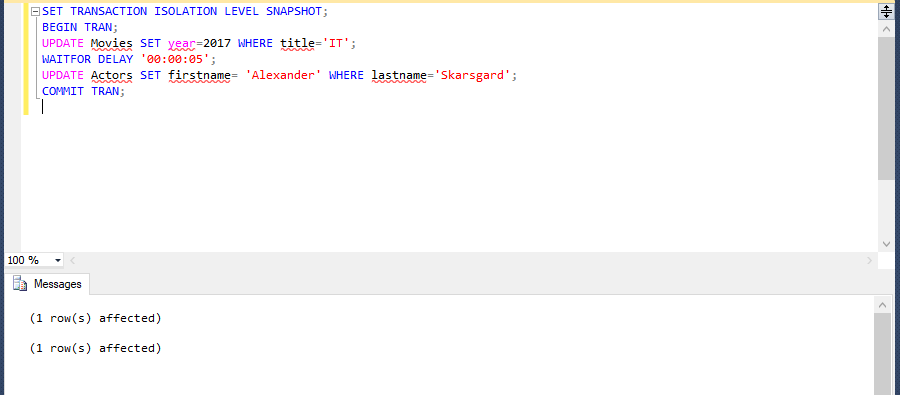 SET TRANSACTION ISOLATION LEVEL SNAPSHOT;
BEGIN TRAN;
UPDATE Movies SET year=2017 WHERE title='IT';
WAITFOR DELAY '00:00:05';
UPDATE Actors SET firstname= 'Alexander' WHERE lastname='Skarsgard';
COMMIT TRAN;
100 %
Messages
(1 row(s) affected)
(1 row(s) affected)